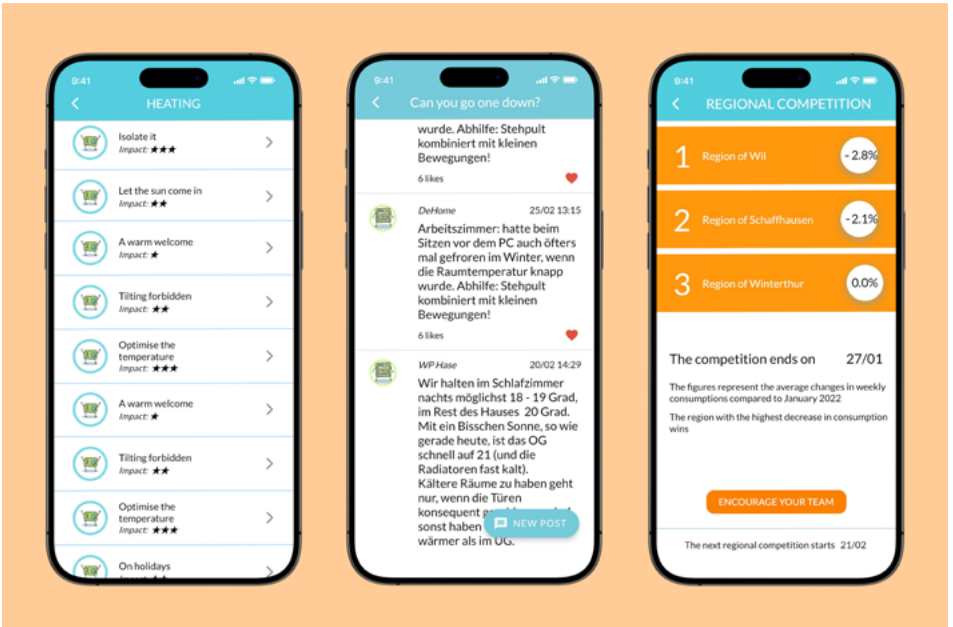 9:41
HEATING
Isolate it
Impact: ★★★
Let the sun come in
Impact: ★★
A warm welcome
Impact: ★
Tilting forbidden
Impact: ★★
Optimise the
temperature
Impact: ★★★
A warm welcome
Impact: ★
Tilting forbidden
Impact: ★★
Optimise the
temperature
Impact: ★★★
On holidays
9:41
Can you go one down?
wurde. Abhilfe: Stehpult
kombiniert mit kleinen
Bewegungen!
6 likes
DeHome 25/02 13:15
Arbeitszimmer: hatte beim
Sitzen vor dem PC auch öfters
mal gefroren im Winter, wenn
die Raumtemperatur knapp
wurde. Abhilfe: Stehpult
kombiniert mit kleinen
Bewegungen!
6 likes
WP Hase 20/02 14:29
Wir halten im Schlafzimmer
nachts möglichst 18 - 19 Grad,
im Rest des Hauses 20 Grad.
Mit ein Bisschen Sonne, so wie
gerade heute, ist das OG
schnell auf 21 (und die
Radiatoren fast kalt).
Kältere Räume zu haben geht
nur, wenn die Türen
konsequent
sonst haben
wärmer als im UG.
NEW POST
9:41
REGIONAL COMPETITION
1 Region of Wil -2.8%
2 Region of Schaffhausen -2.1%
3 Region of Winterthur 0.0%
The competition ends on 27/01
The figures represent the average changes in weekly
consumptions compared to January 2022
The region with the highest decrease in consumption
wins
ENCOURAGE YOUR TEAM
The next regional competition starts 21/02